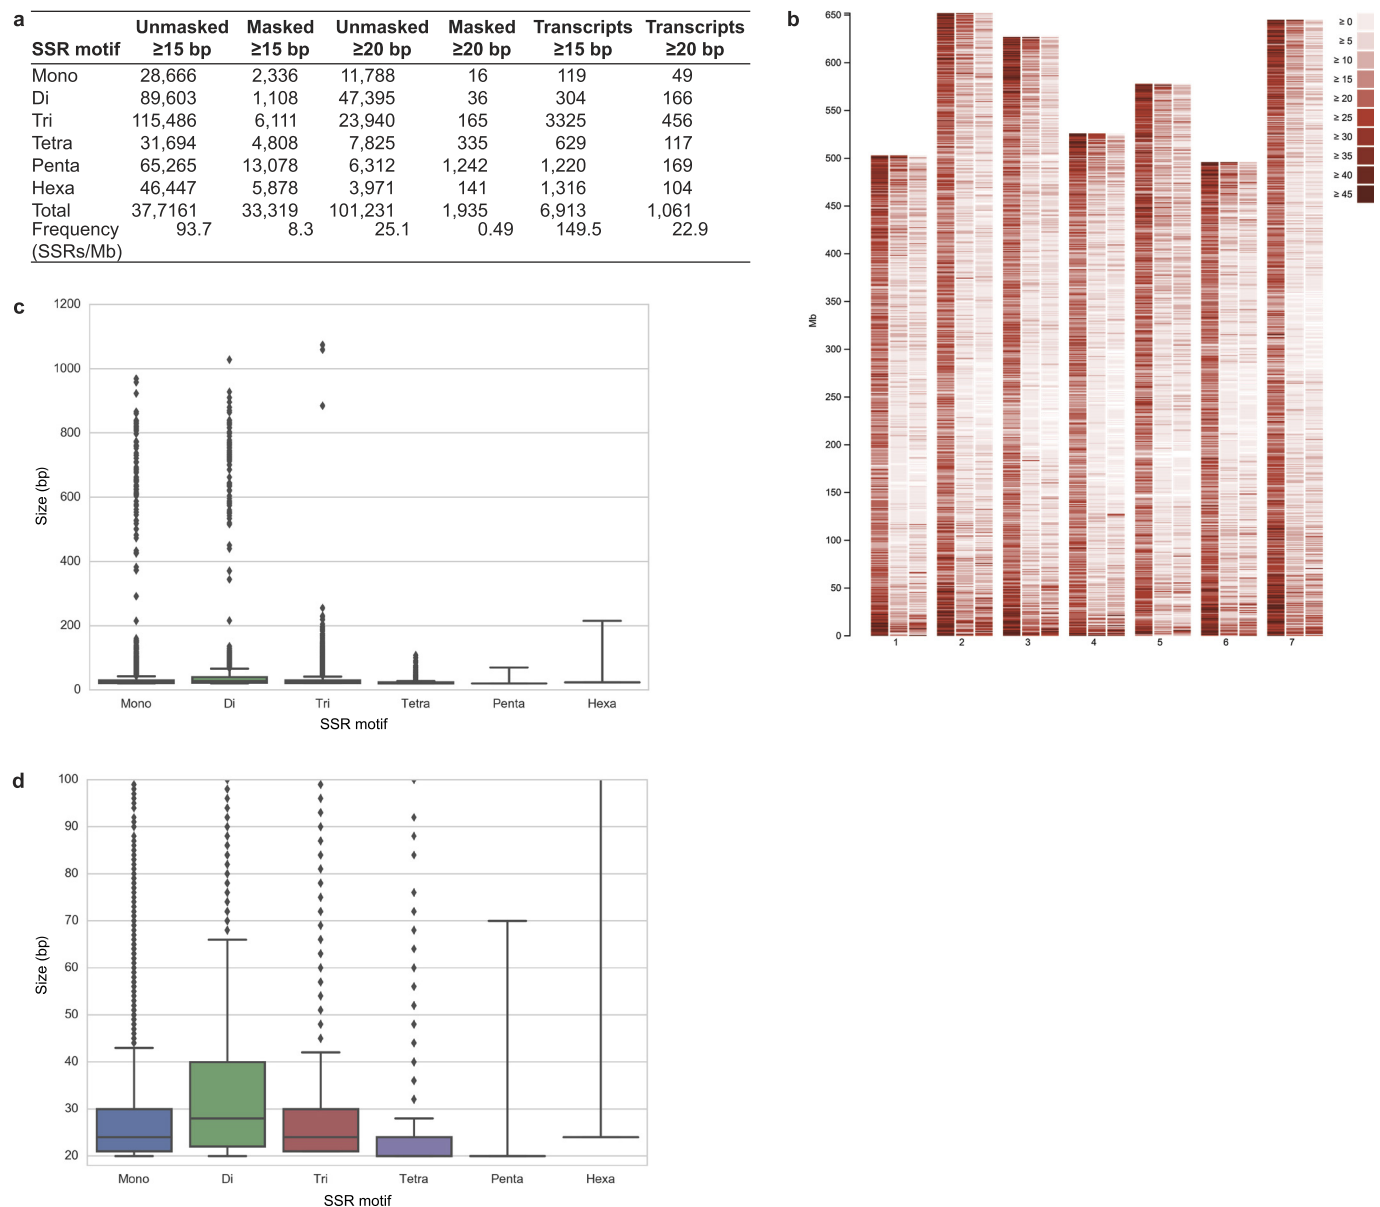 a
Unmasked Masked Unmasked Masked Transcripts Transcripts
SSR motif ≥15 bp ≥15 bp ≥20 bp ≥20 bp ≥15 bp ≥20 bp
Mono 28,666 2,336 11,788 16 119 49
Di 89,603 1,108 47,395 36 304 166
Tri 115,486 6,111 23,940 165 3325 456
Tetra 31,694 4,808 7,825 335 629 117
Penta 65,265 13,078 6,312 1,242 1,220 169
Hexa 46,447 5,878 3,971 141 1,316 104
Total 37,7161 33,319 101,231 1,935 6,913 1,061
Frequency 93.7 8.3 25.1 0.49 149.5 22.9
(SSRs/Mb)
b
650
600
550
500
450
400
350
300
250
200
150
100
50
0
Mb
1 2 3 4 5 6 7
≥ 0
≥ 5
≥ 10
≥ 15
≥ 20
≥ 25
≥ 30
≥ 35
≥ 40
≥ 45
c
1200
1000
800
600
400
200
0
Size (bp)
Mono Di Tri Tetra Penta Hexa
SSR motif
d
100
90
80
70
60
50
40
30
20
Size (bp)
Mono Di Tri Tetra Penta Hexa
SSR motif